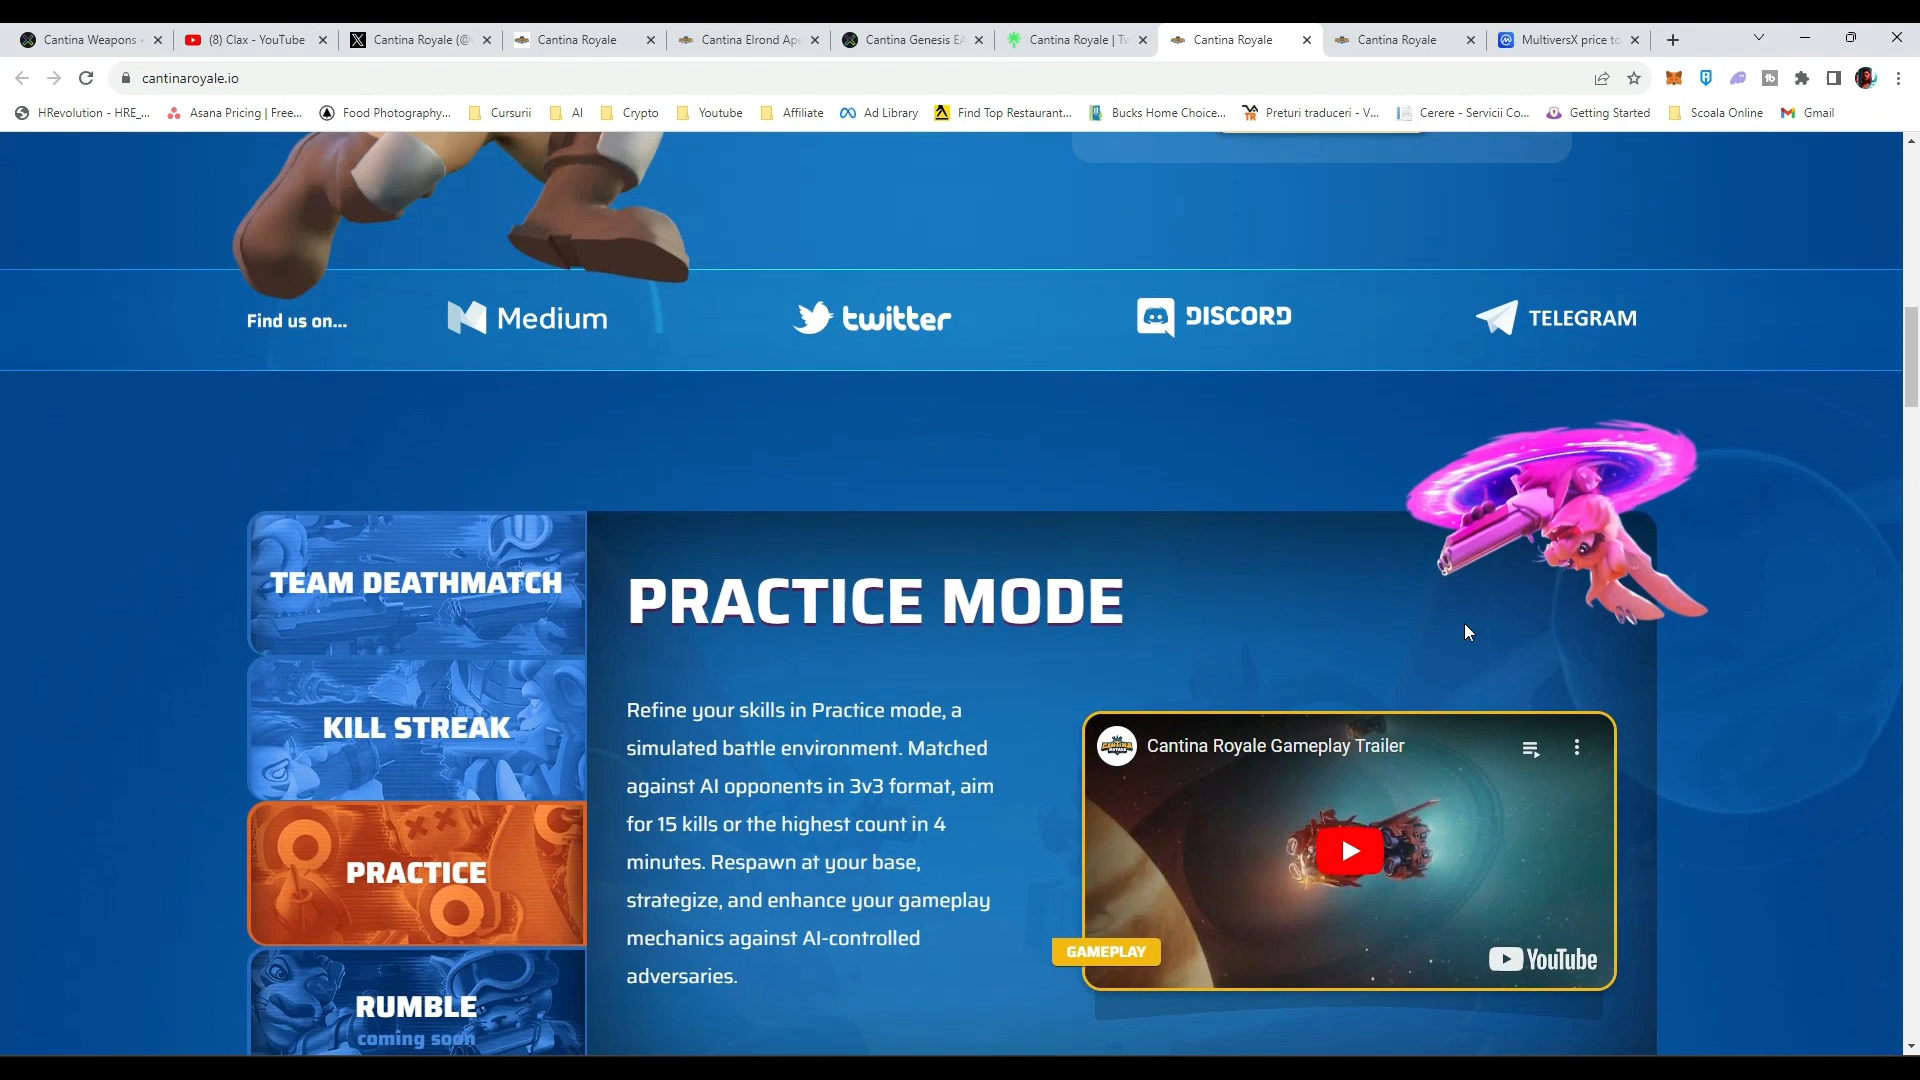 Cantina Weapons
(8) Clax - YouTube
Cantina Royale (@
Cantina Royale
Cantina Elrond Ape
Cantina Genesis EA
Cantina Royale | Tw
Cantina Royale
Cantina Royale
MultiversX price to
cantinaroyale.io
HRevolution - HRE_...
Asana Pricing | Free...
Food Photography...
Cursurii
AI
Crypto
Youtube
Affiliate
Ad Library
Find Top Restaurant...
Bucks Home Choice...
Preturi traduceri - V...
Cerere - Servicii Co...
Getting Started
Scoala Online
Gmail
Find us on...
Medium
twitter
DISCORD
TELEGRAM
TEAM DEATHMATCH
KILL STREAK
PRACTICE
RUMBLE
coming soon
PRACTICE MODE
Refine your skills in Practice mode, a
simulated battle environment. Matched
against AI opponents in 3v3 format, aim
for 15 kills or the highest count in 4
minutes. Respawn at your base,
strategize, and enhance your gameplay
mechanics against AI-controlled
adversaries.
Cantina Royale Gameplay Trailer
YouTube
GAMEPLAY